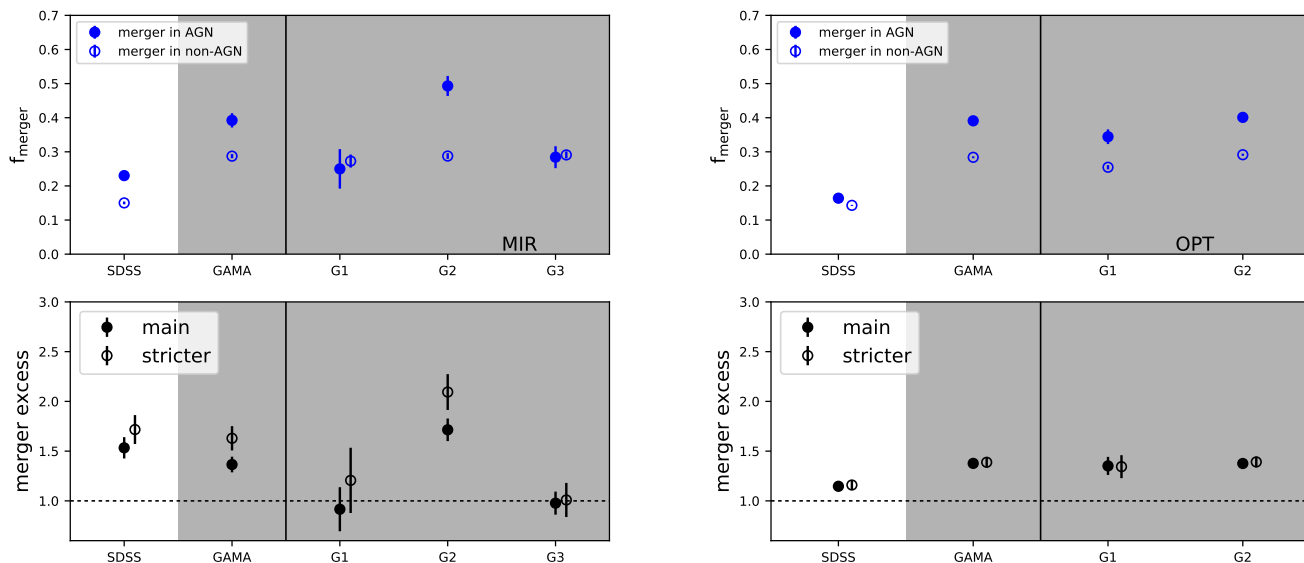 0.7
0.6
0.5
0.4
0.3
0.2
0.1
0.0
f_merger
merger in AGN
merger in non-AGN
MIR
SDSS
GAMA
G1
G2
G3
0.7
0.6
0.5
0.4
0.3
0.2
0.1
0.0
f_merger
merger in AGN
merger in non-AGN
OPT
SDSS
GAMA
G1
G2
3.0
2.5
2.0
1.5
1.0
merger excess
main
stricter
SDSS
GAMA
G1
G2
G3
3.0
2.5
2.0
1.5
1.0
merger excess
main
stricter
SDSS
GAMA
G1
G2